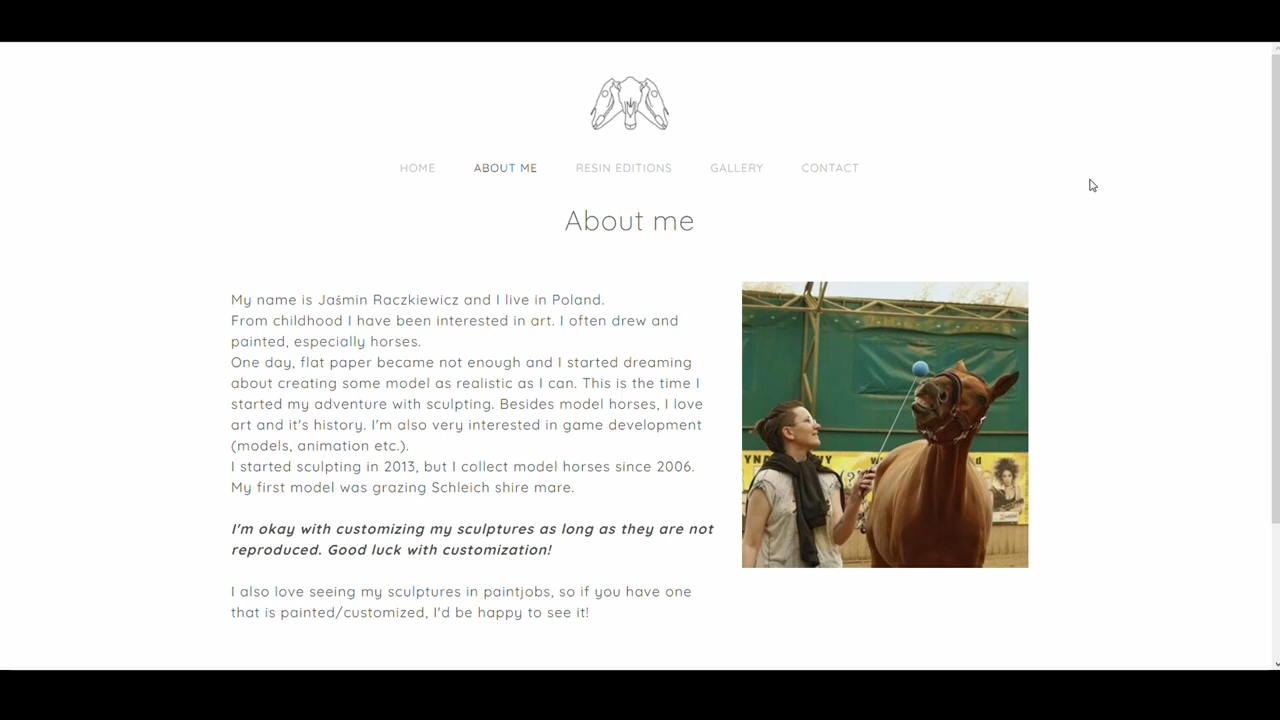 HOME ABOUT ME RESIN EDITIONS GALLERY CONTACT
About me
My name is Jaśmin Raczkiewicz and I live in Poland.
From childhood I have been interested in art. I often drew and
painted, especially horses.
One day, flat paper became not enough and I started dreaming
about creating some model as realistic as I can. This is the time I
started my adventure with sculpting. Besides model horses, I love
art and it's history. I'm also very interested in game development
(models, animation etc.).
I started sculpting in 2013, but I collect model horses since 2006.
My first model was grazing Schleich shire mare.
I'm okay with customizing my sculptures as long as they are not
reproduced. Good luck with customization!
I also love seeing my sculptures in paintjobs, so if you have one
that is painted/customized, I'd be happy to see it!